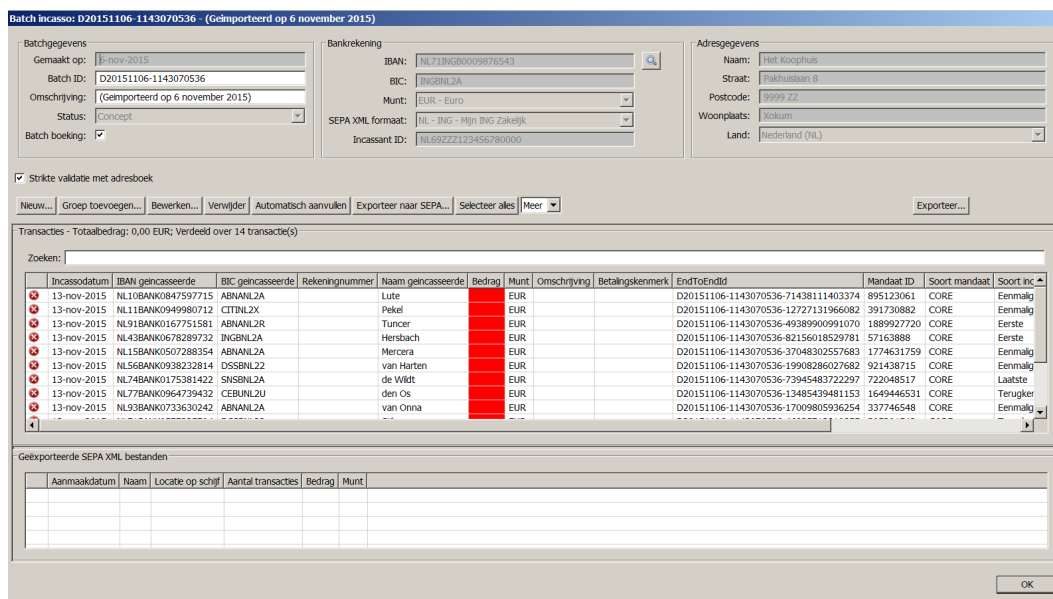 Batch incasso: D20151106-1143070536 - (Geimporteerd op 6 november 2015)
Batchgegevens
Gemaakt op: 6-nov-2015
Batch ID: D20151106-1143070536
Omschrijving: (Geimporteerd op 6 november 2015)
Status: Concept
Batch boeking:
Bankrekening
IBAN: NL71INGB0009876543
BIC: INGBNL2A
Munt: EUR - Euro
SEPA XML formaat: NL - ING - Mijn ING Zakelijk
Incassant ID: NL69ZZZ123456780000
Adresgegevens
Naam: Het Koophuis
Straat: Pakhuislaan 8
Postcode: 9999 ZZ
Woonplaats: Xokum
Land: Nederland (NL)
Strikte validatie met adresboek
Nieuw... Groep toevoegen... Bewerken... Verwijder Automatisch aanvullen Exporteer naar SEPA... Selecteer alles Meer Exporteer...
Transacties - Totaalbedrag: 0,00 EUR; Verdeeld over 14 transactie(s)
Zoeken:
Incassodatum IBAN geincasseerde BIC geincasseerde Rekeningnummer Naam geincasseerde Bedrag Munt Omschrijving Betalingskenmerk EndToEndId Mandaat ID Soort mandaat Soort inc
13-nov-2015 NL10BANK0847597715 ABNANL2A Lute EUR D20151106-1143070536-71438111403374 895123061 CORE Eenmalig
13-nov-2015 NL11BANK0949980712 CITINL2X Pekel EUR D20151106-1143070536-12727131966082 391730882 CORE Eenmalig
13-nov-2015 NL91BANK0167751581 ABNANL2R Tuncer EUR D20151106-1143070536-49389900991070 1889927720 CORE Eerste
13-nov-2015 NL43BANK0678289732 INGBNL2A Hersbach EUR D20151106-1143070536-82156018529781 57163888 CORE Eerste
13-nov-2015 NL15BANK0507288354 ABNANL2A Mercera EUR D20151106-1143070536-37048302557683 1774631759 CORE Eenmalig
13-nov-2015 NL56BANK0938232814 DSSBNL22 van Harten EUR D20151106-1143070536-19908286027682 921438715 CORE Eenmalig
13-nov-2015 NL74BANK0175381422 SNSBNL2A de Wildt EUR D20151106-1143070536-73945483722297 722048517 CORE Laatste
13-nov-2015 NL77BANK0964739432 CEBUNL2U den Os EUR D20151106-1143070536-13485439481153 1649446531 CORE Terugker
13-nov-2015 NL93BANK0733630242 ABNANL2A van Onna EUR D20151106-1143070536-17009805936254 337746548 CORE Eenmalig
Geëxporteerde SEPA XML bestanden
Aanmaakdatum Naam Locatie op schijf Aantal transacties Bedrag Munt
OK